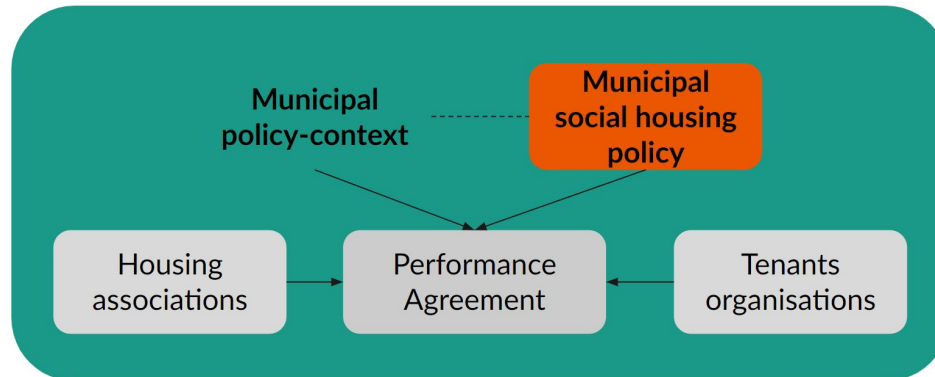 Municipal
policy-context
Municipal
social housing
policy
Housing
associations
Performance
Agreement
Tenants
organisations